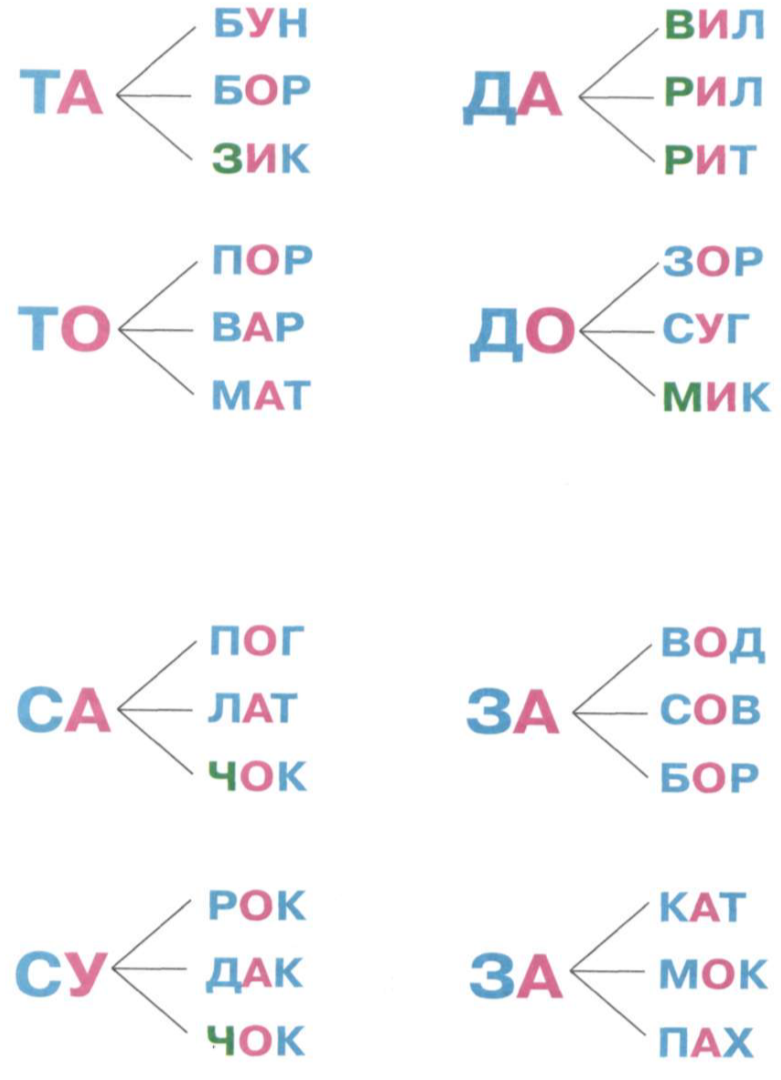 ТА
БУН
БОР
ЗИК
ДА
ВИЛ
РИЛ
РИТ
ТО
ПОР
ВАР
МАТ
ДО
ЗОР
СУГ
МИК
СА
ПОГ
ЛАТ
ЧОК
ЗА
ВОД
СОВ
БОР
СУ
РОК
ДАК
ЧОК
ЗА
КАТ
МОК
ПАХ